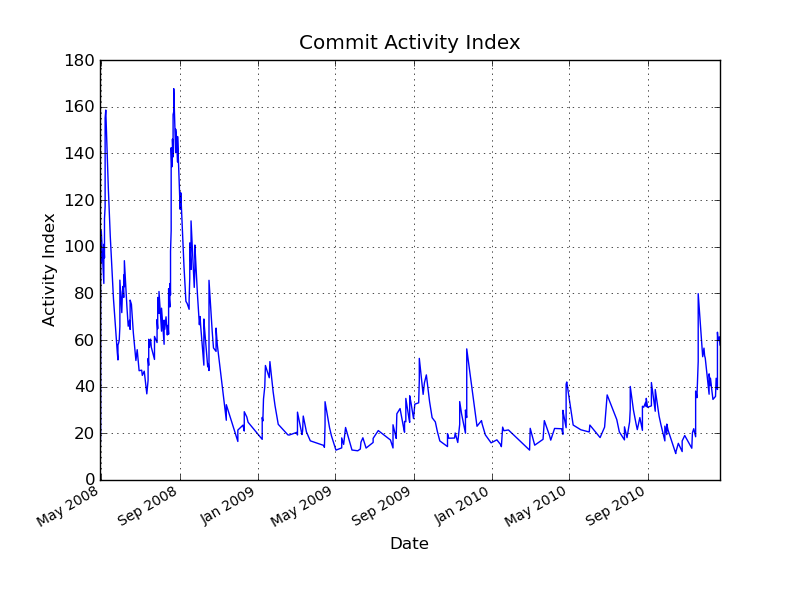 Commit Activity Index
180
160
140
120
100
80
60
40
20
0
Activity Index
May 2008
Sep 2008
Jan 2009
May 2009
Sep 2009
Jan 2010
May 2010
Sep 2010
Date